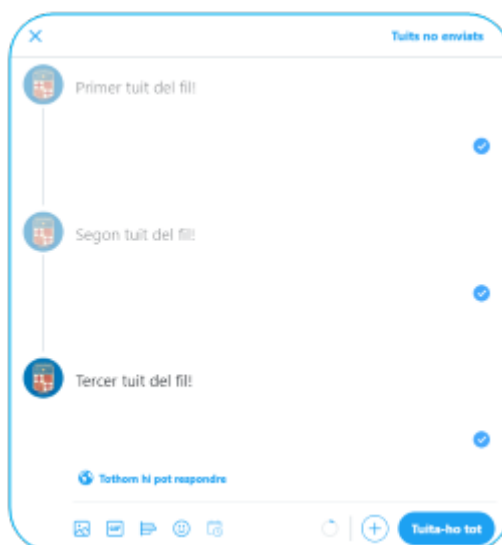 Tuits no enviats
Primer tuit del fil!
Segon tuit del fil!
Tercer tuit del fil!
Tothom hi pot respondre
GIF
Tuita-ho tot